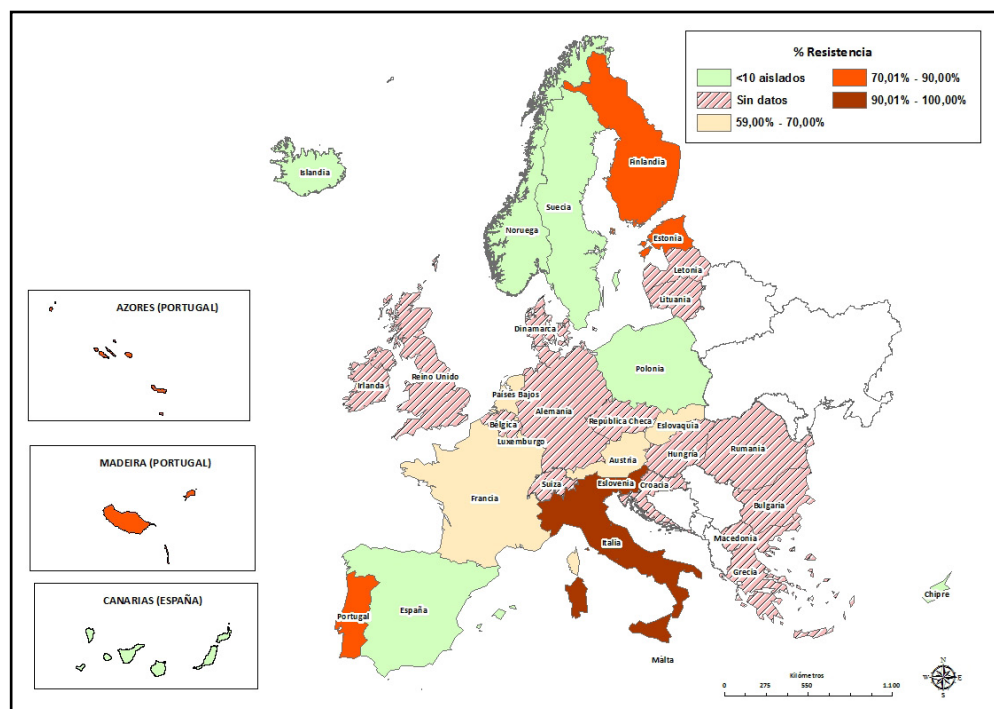 % Resistencia
<10 aislados
Sin datos
59,00% - 70,00%
70,01% - 90,00%
90,01% - 100,00%
Islandia
Finlandia
Suecia
Noruega
Estonia
Letonia
Lituania
Dinamarca
Reino Unido
Irlanda
Polonia
Países Bajos
Alemania
Bélgica
República Checa
Luxemburgo
Eslovaquia
Austria
Hungría
Rumania
Francia
Suiza
Eslovenia
Croacia
Bulgaria
Italia
Macedonia
Grecia
España
Portugal
Chipre
Malta
AZORES (PORTUGAL)
MADEIRA (PORTUGAL)
CANARIAS (ESPAÑA)
Kilómetros
0 275 550 1.100
N
W E
S